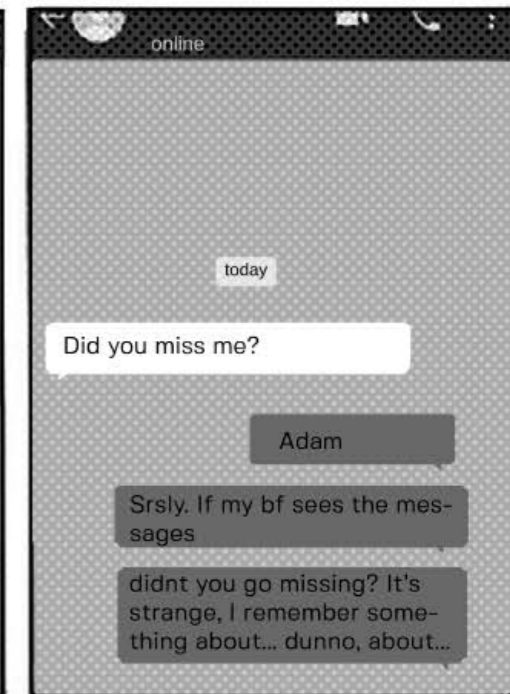 online
today
Did you miss me?
Adam
Srsly. If my bf sees the mes-
sages
didnt you go missing? It's
strange, I remember some-
thing about... dunno, about...